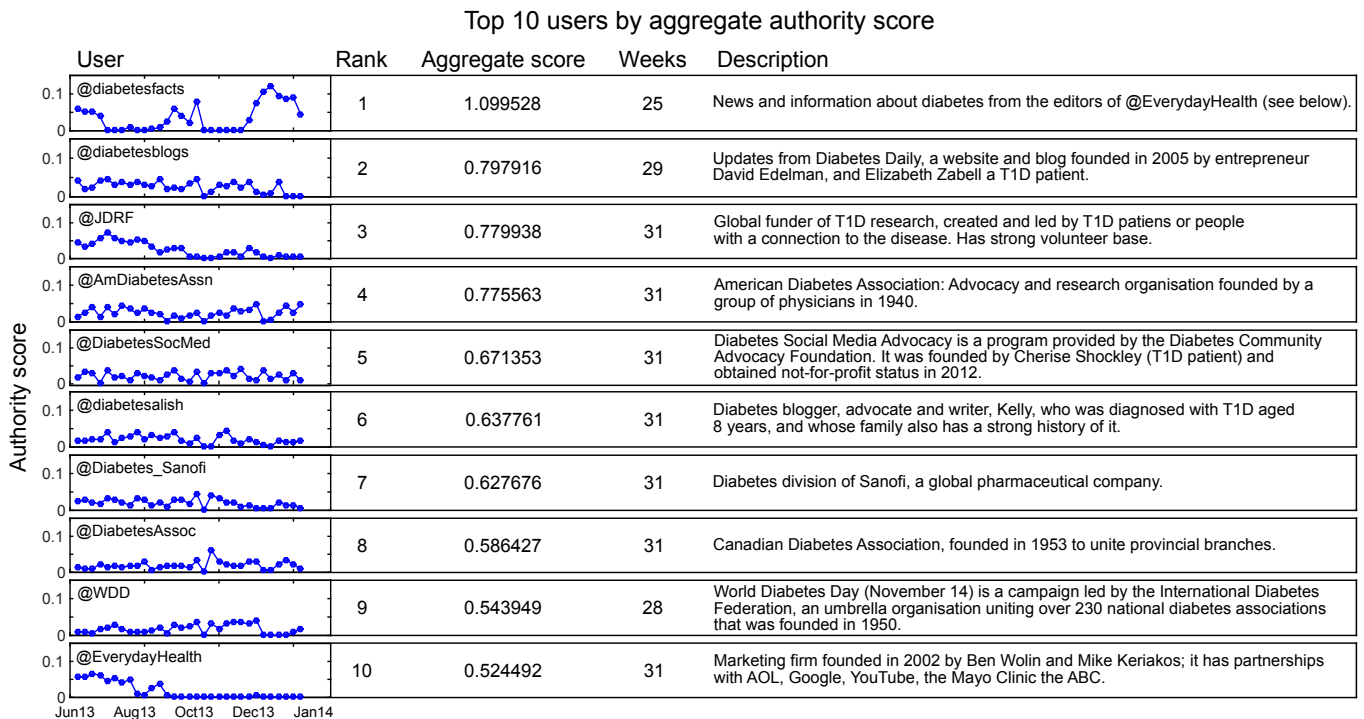 Top 10 users by aggregate authority score
User Rank Aggregate score Weeks Description
Authority score
0.1
0
@diabetesfacts
1 1.099528 25
News and information about diabetes from the editors of @EverydayHealth (see below).
0.1
0
@diabetesblogs
2 0.797916 29
Updates from Diabetes Daily, a website and blog founded in 2005 by entrepreneur
David Edelman, and Elizabeth Zabell a T1D patient.
0.1
0
@JDRF
3 0.779938 31
Global funder of T1D research, created and led by T1D patiens or people
with a connection to the disease. Has strong volunteer base.
0.1
0
@AmDiabetesAssn
4 0.775563 31
American Diabetes Association: Advocacy and research organisation founded by a
group of physicians in 1940.
0.1
0
@DiabetesSocMed
5 0.671353 31
Diabetes Social Media Advocacy is a program provided by the Diabetes Community
Advocacy Foundation. It was founded by Cherise Shockley (T1D patient) and
obtained not-for-profit status in 2012.
0.1
0
@diabetesalish
6 0.637761 31
Diabetes blogger, advocate and writer, Kelly, who was diagnosed with T1D aged
8 years, and whose family also has a strong history of it.
0.1
0
@Diabetes_Sanofi
7 0.627676 31
Diabetes division of Sanofi, a global pharmaceutical company.
0.1
0
@DiabetesAssoc
8 0.586427 31
Canadian Diabetes Association, founded in 1953 to unite provincial branches.
0.1
0
@WDD
9 0.543949 28
World Diabetes Day (November 14) is a campaign led by the International Diabetes
Federation, an umbrella organisation uniting over 230 national diabetes associations
that was founded in 1950.
0.1
0
@EverydayHealth
10 0.524492 31
Marketing firm founded in 2002 by Ben Wolin and Mike Keriakos; it has partnerships
with AOL, Google, YouTube, the Mayo Clinic the ABC.
Jun13 Aug13 Oct13 Dec13 Jan14